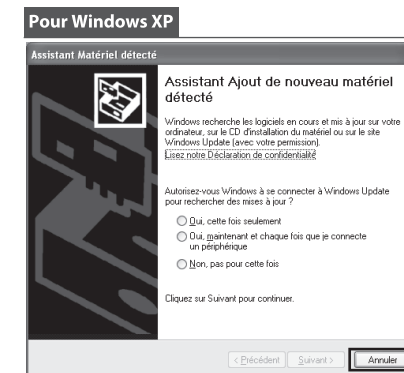 Pour Windows XP
Assistant Matériel détecté
Assistant Ajout de nouveau matériel
détecté
Windows recherche les logiciels en cours et mis à jour sur votre
ordinateur, sur le CD d'installation du matériel ou sur le site
Windows Update (avec votre permission).
Lisez notre Déclaration de confidentialité
Autorisez-vous Windows à se connecter à Windows Update
pour rechercher des mises à jour ?
Oui, cette fois seulement
Oui, maintenant et chaque fois que je connecte
un périphérique
Non, pas pour cette fois
Cliquez sur Suivant pour continuer.
< Précédent Suivant > Annuler